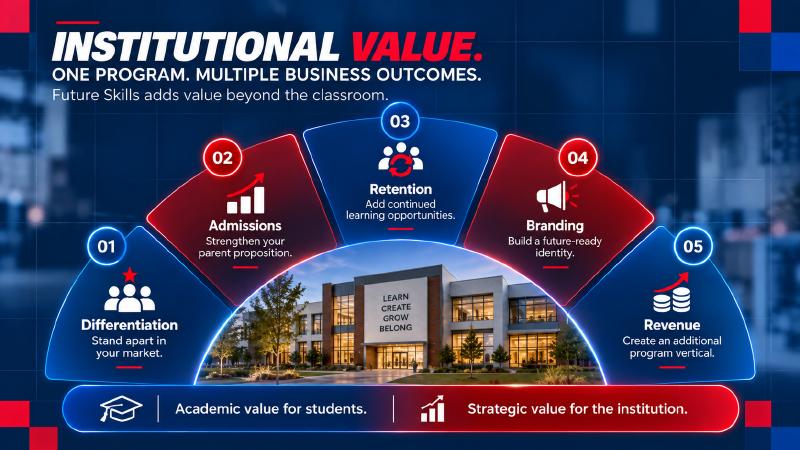 INSTITUTIONAL VALUE.
ONE PROGRAM. MULTIPLE BUSINESS OUTCOMES.
Future Skills adds value beyond the classroom.
01
Differentiation
Stand apart in
your market.
02
Admissions
Strengthen your
parent proposition.
03
Retention
Add continued
learning opportunities.
04
Branding
Build a future-ready
identity.
05
Revenue
Create an additional
program vertical.
LEARN
CREATE
GROW
BELONG
Academic value for students.
Strategic value for the institution.